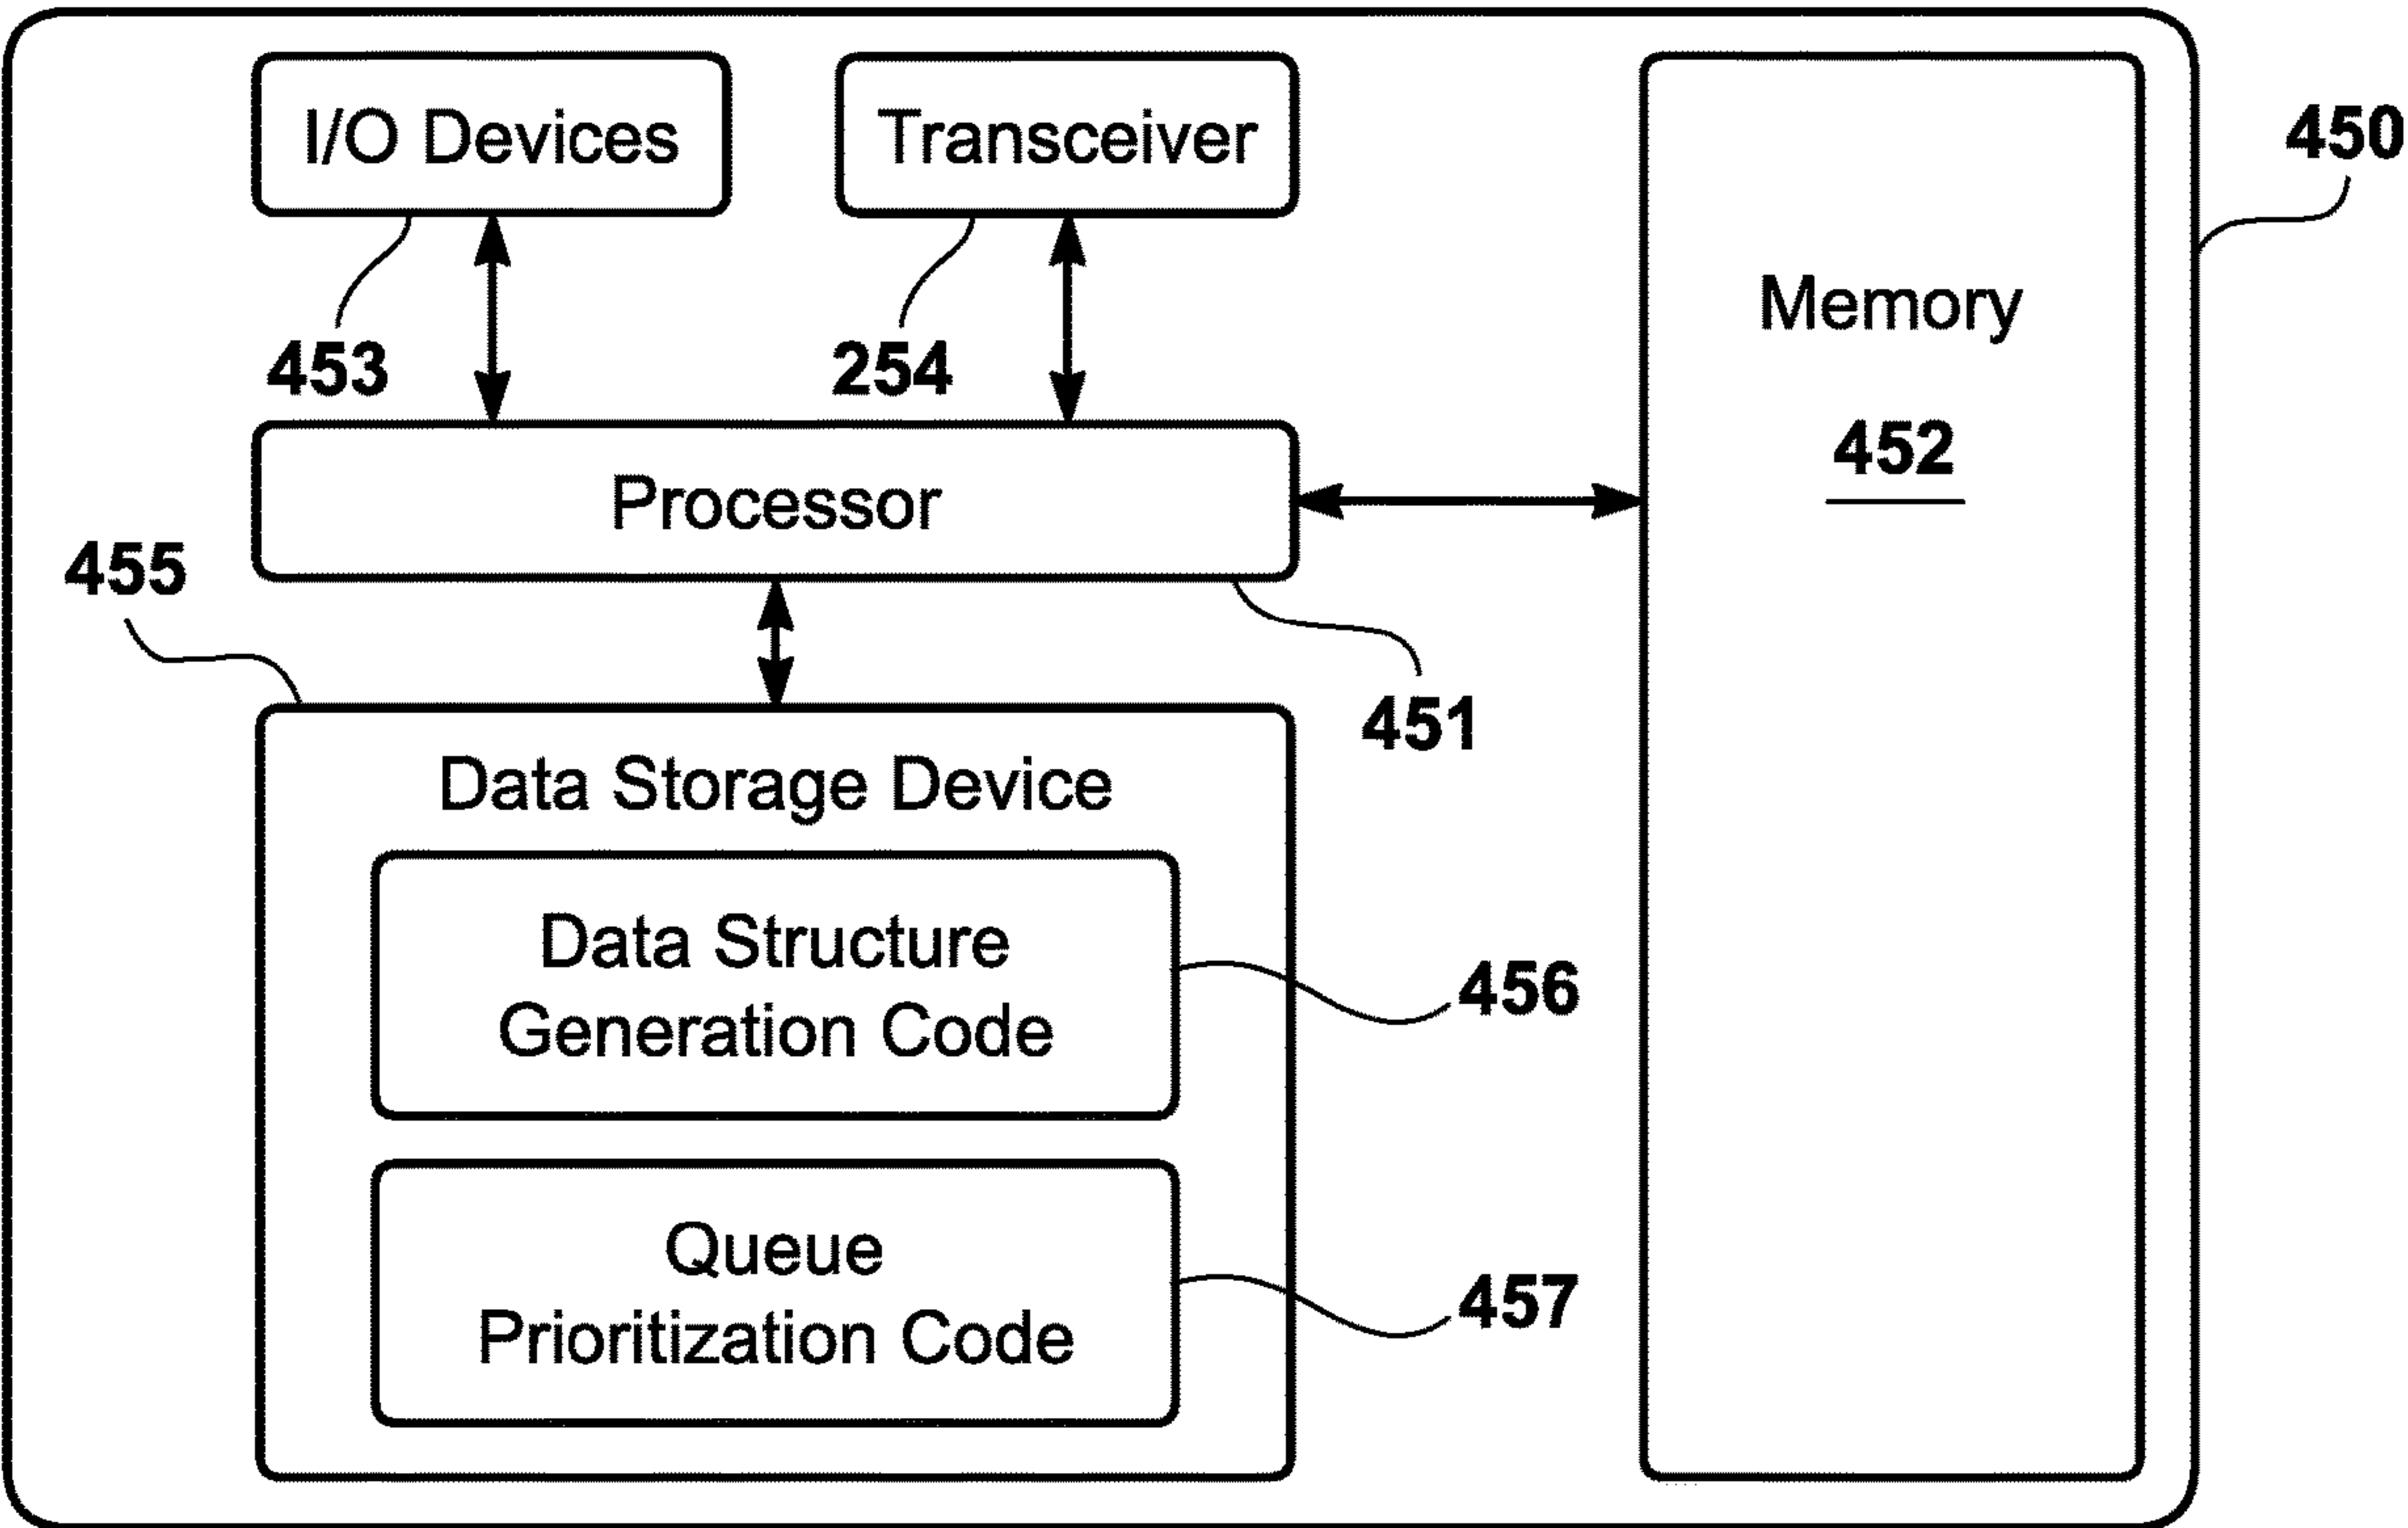 I/O Devices
Transceiver
450
Memory
453
254
452
Processor
455
451
Data Storage Device
Data Structure
Generation Code
456
Queue
Prioritization Code
457